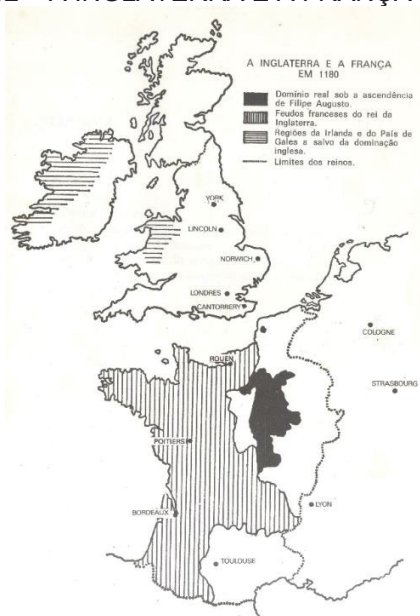 A INGLATERRA E A FRANÇA
EM 1180
Domínio real sob a ascendência
de Filipe Augusto.
Feudos franceses do rei da
Inglaterra.
Regiões da Irlanda e do País de
Gales a salvo da dominação
inglesa.
Limites dos reinos.
YORK
LINCOLN
NORWICH
LONDRES
CANTORBERY
COLOGNE
ROUEN
STRASBOURG
POITIERS
LYON
BORDEAUX
TOULOUSE